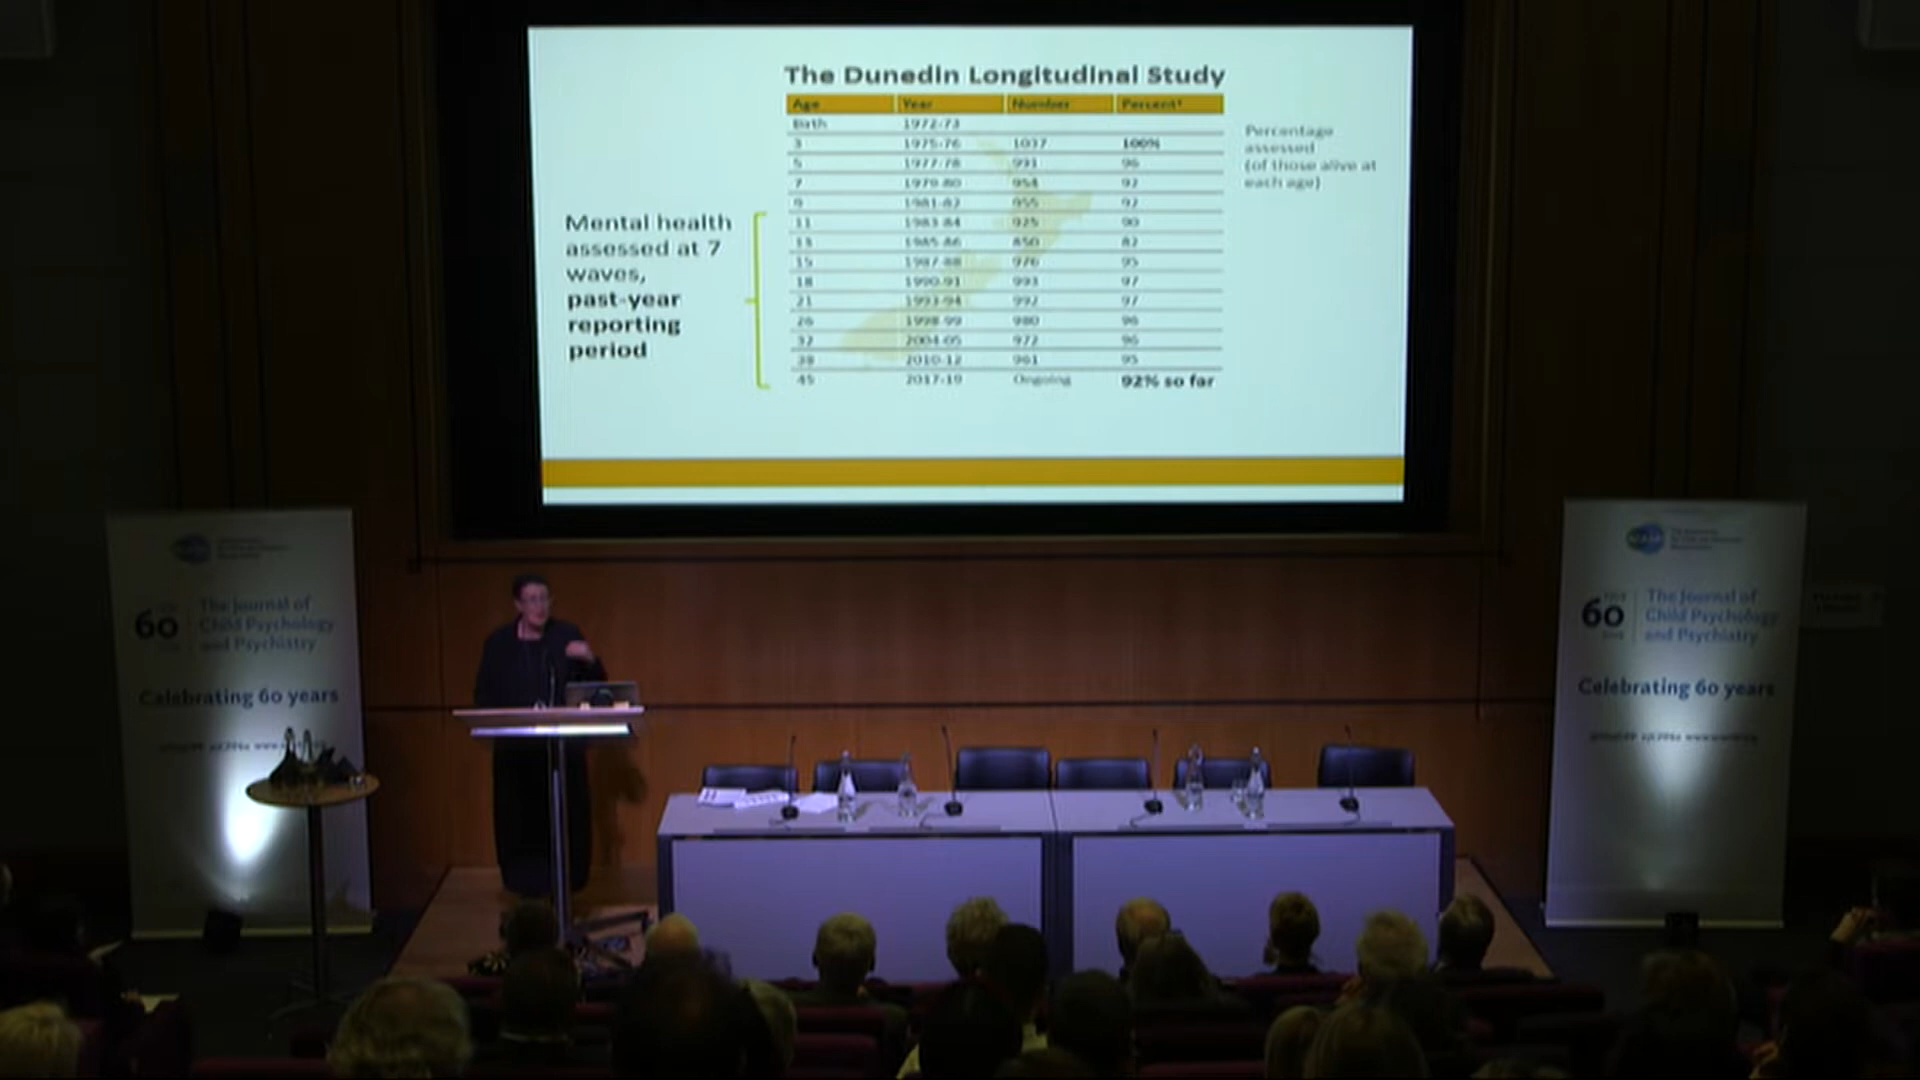 The Dunedin Longitudinal Study
Age Year Number Percent*
Birth 1972-73
3 1975-76 1037 100%
5 1977-78 991 96
7 1979-80 954 92
9 1981-82 955 92
11 1983-84 925 90
13 1985-86 850 82
15 1987-88 976 95
18 1990-91 993 97
21 1993-94 992 97
26 1998-99 980 96
32 2004-05 972 96
38 2010-12 961 95
45 2017-19 Ongoing 92% so far
Percentage
assessed
(of those alive at
each age)
Mental health
assessed at 7
waves,
past-year
reporting
period
60
The Journal of
Child Psychology
and Psychiatry
Celebrating 60 years
60
The Journal of
Child Psychology
and Psychiatry
Celebrating 60 years